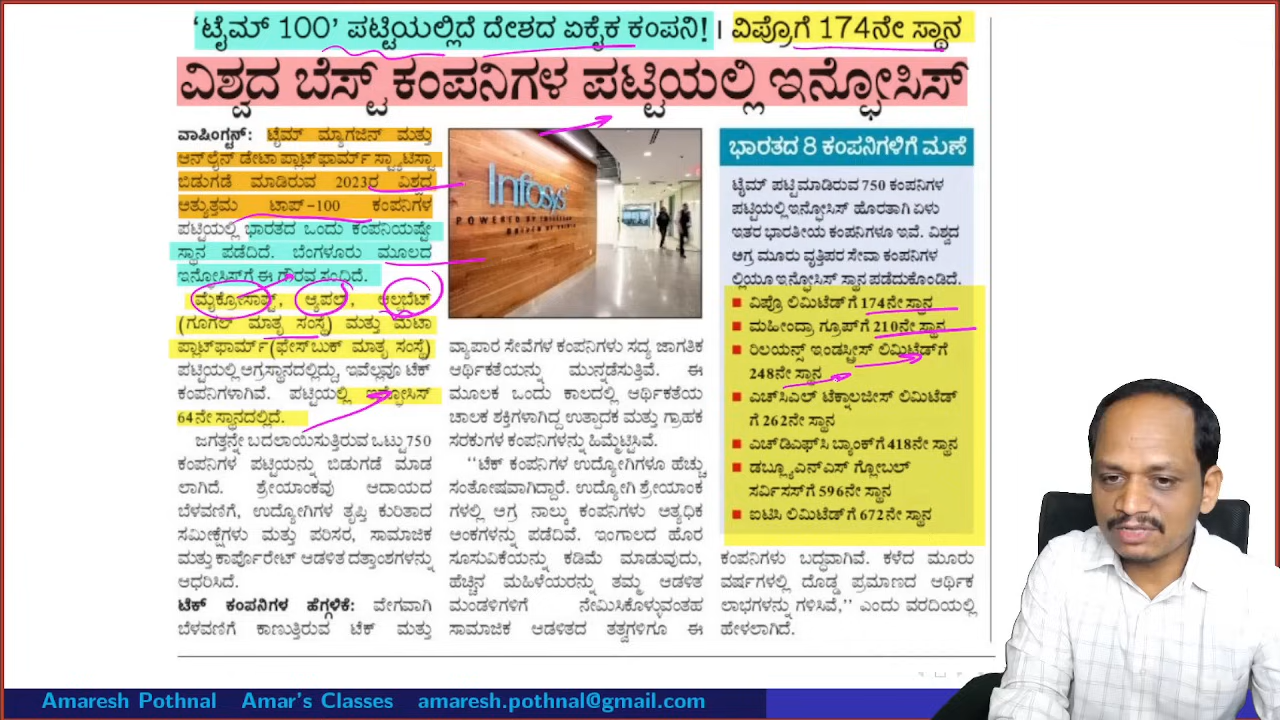 ‘ಟೈಮ್ 100’ ಪಟ್ಟಿಯಲ್ಲಿದೆ ದೇಶದ ಏಕೈಕ ಕಂಪನಿ! | ವಿಪ್ರೊಗೆ 174ನೇ ಸ್ಥಾನ
ವಿಶ್ವದ ಬೆಸ್ಟ್ ಕಂಪನಿಗಳ ಪಟ್ಟಿಯಲ್ಲಿ ಇನ್ಫೋಸಿಸ್
ವಾಷಿಂಗ್ಟನ್: ಟೈಮ್ ಮ್ಯಾಗಜಿನ್ ಮತ್ತು
ಆನ್‌ಲೈನ್ ಡೇಟಾ ಪ್ಲಾಟ್‌ಫಾರ್ಮ್ ಸ್ಟ್ಯಾಟಿಸ್ಟಾ
ಬಿಡುಗಡೆ ಮಾಡಿರುವ 2023ರ ವಿಶ್ವದ
ಅತ್ಯುತ್ತಮ ಟಾಪ್-100 ಕಂಪನಿಗಳ
ಪಟ್ಟಿಯಲ್ಲಿ ಭಾರತದ ಒಂದು ಕಂಪನಿಯಷ್ಟೇ
ಸ್ಥಾನ ಪಡೆದಿದೆ. ಬೆಂಗಳೂರು ಮೂಲದ
ಇನ್ಫೋಸಿಸ್‌ಗೆ ಈ ಗೌರವ ಸಂದಿದೆ.
ಮೈಕ್ರೋಸಾಫ್ಟ್, ಆ್ಯಪಲ್, ಆಲ್ಫಬೆಟ್
(ಗೂಗಲ್ ಮಾತೃ ಸಂಸ್ಥೆ) ಮತ್ತು ಮೆಟಾ
ಪ್ಲಾಟ್‌ಫಾರ್ಮ್(ಫೇಸ್‌ಬುಕ್ ಮಾತೃ ಸಂಸ್ಥೆ)
ಪಟ್ಟಿಯಲ್ಲಿ ಅಗ್ರಸ್ಥಾನದಲ್ಲಿದ್ದು, ಇವೆಲ್ಲವೂ ಟೆಕ್
ಕಂಪನಿಗಳಾಗಿವೆ. ಪಟ್ಟಿಯಲ್ಲಿ ಇನ್ಫೋಸಿಸ್
64ನೇ ಸ್ಥಾನದಲ್ಲಿದೆ.
ಜಗತ್ತನ್ನೇ ಬದಲಾಯಿಸುತ್ತಿರುವ ಒಟ್ಟು 750
ಕಂಪನಿಗಳ ಪಟ್ಟಿಯನ್ನು ಬಿಡುಗಡೆ ಮಾಡ
ಲಾಗಿದೆ. ಶ್ರೇಯಾಂಕವು ಆದಾಯದ
ಬೆಳವಣಿಗೆ, ಉದ್ಯೋಗಿಗಳ ತೃಪ್ತಿ ಕುರಿತಾದ
ಸಮೀಕ್ಷೆಗಳು ಮತ್ತು ಪರಿಸರ, ಸಾಮಾಜಿಕ
ಮತ್ತು ಕಾರ್ಪೊರೇಟ್ ಆಡಳಿತ ದತ್ತಾಂಶಗಳನ್ನು
ಆಧರಿಸಿದೆ.
ಟೆಕ್ ಕಂಪನಿಗಳ ಹೆಗ್ಗಳಿಕೆ: ವೇಗವಾಗಿ
ಬೆಳವಣಿಗೆ ಕಾಣುತ್ತಿರುವ ಟೆಕ್ ಮತ್ತು
Infosys
ವ್ಯಾಪಾರ ಸೇವೆಗಳ ಕಂಪನಿಗಳು ಸದ್ಯ ಜಾಗತಿಕ
ಆರ್ಥಿಕತೆಯನ್ನು ಮುನ್ನಡೆಸುತ್ತಿವೆ. ಈ
ಮೂಲಕ ಒಂದು ಕಾಲದಲ್ಲಿ ಆರ್ಥಿಕತೆಯ
ಚಾಲಕ ಶಕ್ತಿಗಳಾಗಿದ್ದ ಉತ್ಪಾದಕ ಮತ್ತು ಗ್ರಾಹಕ
ಸರಕುಗಳ ಕಂಪನಿಗಳನ್ನು ಹಿಮ್ಮೆಟ್ಟಿಸಿವೆ.
‘‘ಟೆಕ್ ಕಂಪನಿಗಳ ಉದ್ಯೋಗಿಗಳೂ ಹೆಚ್ಚು
ಸಂತೋಷವಾಗಿದ್ದಾರೆ. ಉದ್ಯೋಗಿ ಶ್ರೇಯಾಂಕ
ಗಳಲ್ಲಿ ಅಗ್ರ ನಾಲ್ಕು ಕಂಪನಿಗಳು ಅತ್ಯಧಿಕ
ಅಂಕಗಳನ್ನು ಪಡೆದಿವೆ. ಇಂಗಾಲದ ಹೊರ
ಸೂಸುವಿಕೆಯನ್ನು ಕಡಿಮೆ ಮಾಡುವುದು,
ಹೆಚ್ಚಿನ ಮಹಿಳೆಯರನ್ನು ತಮ್ಮ ಆಡಳಿತ
ಮಂಡಳಿಗಳಿಗೆ ನೇಮಿಸಿಕೊಳ್ಳುವಂತಹ
ಸಾಮಾಜಿಕ ಆಡಳಿತದ ತತ್ವಗಳಿಗೂ ಈ
ಭಾರತದ 8 ಕಂಪನಿಗಳಿಗೆ ಮಣೆ
ಟೈಮ್ ಪಟ್ಟಿಮಾಡಿರುವ 750 ಕಂಪನಿಗಳ
ಪಟ್ಟಿಯಲ್ಲಿ ಇನ್ಫೋಸಿಸ್ ಹೊರತಾಗಿ ಏಳು
ಇತರ ಭಾರತೀಯ ಕಂಪನಿಗಳೂ ಇವೆ. ವಿಶ್ವದ
ಅಗ್ರ ಮೂರು ವೃತ್ತಿಪರ ಸೇವಾ ಕಂಪನಿಗಳ
ಲ್ಲಿಯೂ ಇನ್ಫೋಸಿಸ್ ಸ್ಥಾನ ಪಡೆದುಕೊಂಡಿದೆ.
■ ವಿಪ್ರೊ ಲಿಮಿಟೆಡ್‌ಗೆ 174ನೇ ಸ್ಥಾನ
■ ಮಹೀಂದ್ರಾ ಗ್ರೂಪ್‌ಗೆ 210ನೇ ಸ್ಥಾನ
■ ರಿಲಯನ್ಸ್ ಇಂಡಸ್ಟ್ರೀಸ್ ಲಿಮಿಟೆಡ್‌ಗೆ
248ನೇ ಸ್ಥಾನ
■ ಎಚ್‌ಸಿಎಲ್ ಟೆಕ್ನಾಲಜೀಸ್ ಲಿಮಿಟೆಡ್
ಗೆ 262ನೇ ಸ್ಥಾನ
■ ಎಚ್‌ಡಿಎಫ್‌ಸಿ ಬ್ಯಾಂಕ್‌ಗೆ 418ನೇ ಸ್ಥಾನ
■ ಡಬ್ಲ್ಯೂಎನ್‌ಎಸ್ ಗ್ಲೋಬಲ್
ಸರ್ವಿಸಸ್‌ಗೆ 596ನೇ ಸ್ಥಾನ
■ ಐಟಿಸಿ ಲಿಮಿಟೆಡ್‌ಗೆ 672ನೇ ಸ್ಥಾನ
ಕಂಪನಿಗಳು ಬದ್ಧವಾಗಿವೆ. ಕಳೆದ ಮೂರು
ವರ್ಷಗಳಲ್ಲಿ ದೊಡ್ಡ ಪ್ರಮಾಣದ ಆರ್ಥಿಕ
ಲಾಭಗಳನ್ನು ಗಳಿಸಿವೆ,’’ ಎಂದು ವರದಿಯಲ್ಲಿ
ಹೇಳಲಾಗಿದೆ.
Amaresh Pothnal Amar's Classes amaresh.pothnal@gmail.com